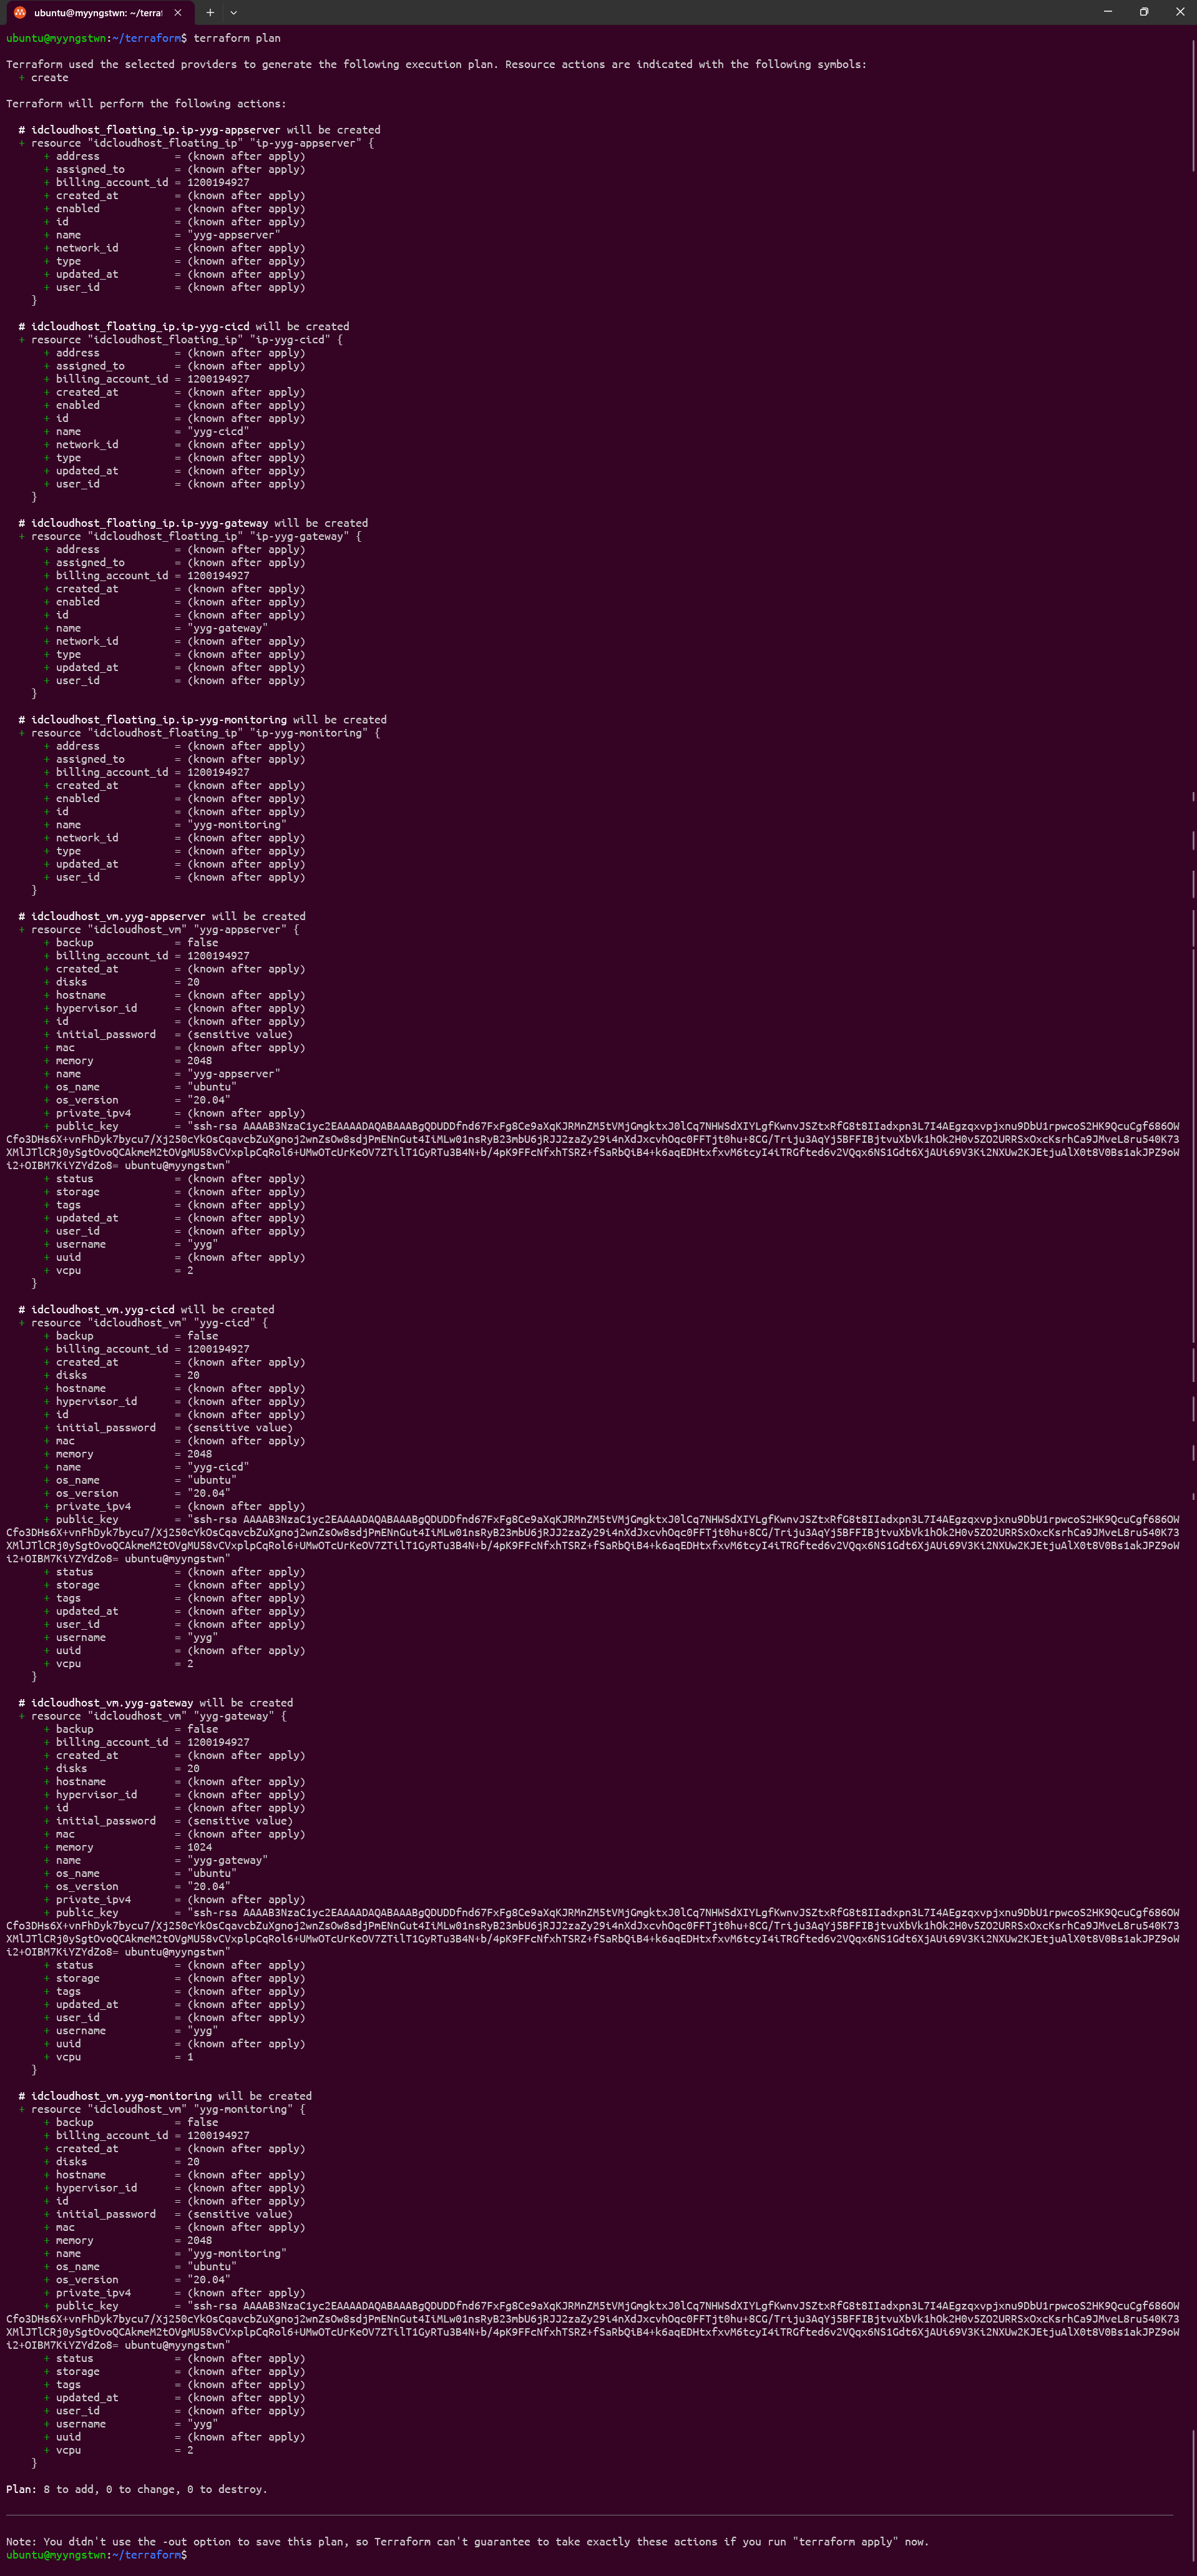 ubuntu@myyngstwn: ~/terra
ubuntu@myyngstwn:~/terraform$ terraform plan
Terraform used the selected providers to generate the following execution plan. Resource actions are indicated with the following symbols:
+ create
Terraform will perform the following actions:
# idcloudhost_floating_ip.ip-yyg-appserver will be created
+ resource "idcloudhost_floating_ip" "ip-yyg-appserver" {
+ address = (known after apply)
+ assigned_to = (known after apply)
+ billing_account_id = 1200194927
+ created_at = (known after apply)
+ enabled = (known after apply)
+ id = (known after apply)
+ name = "yyg-appserver"
+ network_id = (known after apply)
+ type = (known after apply)
+ updated_at = (known after apply)
+ user_id = (known after apply)
}
# idcloudhost_floating_ip.ip-yyg-cicd will be created
+ resource "idcloudhost_floating_ip" "ip-yyg-cicd" {
+ address = (known after apply)
+ assigned_to = (known after apply)
+ billing_account_id = 1200194927
+ created_at = (known after apply)
+ enabled = (known after apply)
+ id = (known after apply)
+ name = "yyg-cicd"
+ network_id = (known after apply)
+ type = (known after apply)
+ updated_at = (known after apply)
+ user_id = (known after apply)
}
# idcloudhost_floating_ip.ip-yyg-gateway will be created
+ resource "idcloudhost_floating_ip" "ip-yyg-gateway" {
+ address = (known after apply)
+ assigned_to = (known after apply)
+ billing_account_id = 1200194927
+ created_at = (known after apply)
+ enabled = (known after apply)
+ id = (known after apply)
+ name = "yyg-gateway"
+ network_id = (known after apply)
+ type = (known after apply)
+ updated_at = (known after apply)
+ user_id = (known after apply)
}
# idcloudhost_floating_ip.ip-yyg-monitoring will be created
+ resource "idcloudhost_floating_ip" "ip-yyg-monitoring" {
+ address = (known after apply)
+ assigned_to = (known after apply)
+ billing_account_id = 1200194927
+ created_at = (known after apply)
+ enabled = (known after apply)
+ id = (known after apply)
+ name = "yyg-monitoring"
+ network_id = (known after apply)
+ type = (known after apply)
+ updated_at = (known after apply)
+ user_id = (known after apply)
}
# idcloudhost_vm.yyg-appserver will be created
+ resource "idcloudhost_vm" "yyg-appserver" {
+ backup = false
+ billing_account_id = 1200194927
+ created_at = (known after apply)
+ disks = 20
+ hostname = (known after apply)
+ hypervisor_id = (known after apply)
+ id = (known after apply)
+ initial_password = (sensitive value)
+ mac = (known after apply)
+ memory = 2048
+ name = "yyg-appserver"
+ os_name = "ubuntu"
+ os_version = "20.04"
+ private_ipv4 = (known after apply)
+ public_key = "ssh-rsa AAAAB3NzaC1yc2EAAAADAQABAAABgQDUDDfnd67FxFg8Ce9aXqKJRMnZM5tVMjGmgktxJ0lCq7NHWSdXIYLgfKwnvJSZtxRfG8t8IIadxpn3L7I4AEgzqxvpjxnu9DbU1rpwcoS2HK9QcuCgf686OW
Cfo3DHs6X+vnFhDyk7bycu7/Xj250cYkOsCqavcbZuXgnoj2wnZsOw8sdjPmENnGut4IiMLw01nsRyB23mbU6jRJJ2zaZy29i4nXdJxcvhOqc0FFTjt0hu+8CG/Triju3AqYj5BFFIBjtvuXbVk1hOk2H0v5ZO2URRSxOxcKsrhCa9JMveL8ru540K73
XMlJTlCRj0ySgtOvoQCAkmeM2tOVgMU58vCVxplpCqRol6+UMwOTcUrKeOV7ZTilT1GyRTu3B4N+b/4pK9FFcNfxhTSRZ+fSaRbQiB4+k6aqEDHtxfxvM6tcyI4iTRGfted6v2VQqx6NS1Gdt6XjAUi69V3Ki2NXUw2KJEtjuAlX0t8V0Bs1akJPZ9oW
i2+OIBM7KiYZYdZo8= ubuntu@myyngstwn"
+ status = (known after apply)
+ storage = (known after apply)
+ tags = (known after apply)
+ updated_at = (known after apply)
+ user_id = (known after apply)
+ username = "yyg"
+ uuid = (known after apply)
+ vcpu = 2
}
# idcloudhost_vm.yyg-cicd will be created
+ resource "idcloudhost_vm" "yyg-cicd" {
+ backup = false
+ billing_account_id = 1200194927
+ created_at = (known after apply)
+ disks = 20
+ hostname = (known after apply)
+ hypervisor_id = (known after apply)
+ id = (known after apply)
+ initial_password = (sensitive value)
+ mac = (known after apply)
+ memory = 2048
+ name = "yyg-cicd"
+ os_name = "ubuntu"
+ os_version = "20.04"
+ private_ipv4 = (known after apply)
+ public_key = "ssh-rsa AAAAB3NzaC1yc2EAAAADAQABAAABgQDUDDfnd67FxFg8Ce9aXqKJRMnZM5tVMjGmgktxJ0lCq7NHWSdXIYLgfKwnvJSZtxRfG8t8IIadxpn3L7I4AEgzqxvpjxnu9DbU1rpwcoS2HK9QcuCgf686OW
Cfo3DHs6X+vnFhDyk7bycu7/Xj250cYkOsCqavcbZuXgnoj2wnZsOw8sdjPmENnGut4IiMLw01nsRyB23mbU6jRJJ2zaZy29i4nXdJxcvhOqc0FFTjt0hu+8CG/Triju3AqYj5BFFIBjtvuXbVk1hOk2H0v5ZO2URRSxOxcKsrhCa9JMveL8ru540K73
XMlJTlCRj0ySgtOvoQCAkmeM2tOVgMU58vCVxplpCqRol6+UMwOTcUrKeOV7ZTilT1GyRTu3B4N+b/4pK9FFcNfxhTSRZ+fSaRbQiB4+k6aqEDHtxfxvM6tcyI4iTRGfted6v2VQqx6NS1Gdt6XjAUi69V3Ki2NXUw2KJEtjuAlX0t8V0Bs1akJPZ9oW
i2+OIBM7KiYZYdZo8= ubuntu@myyngstwn"
+ status = (known after apply)
+ storage = (known after apply)
+ tags = (known after apply)
+ updated_at = (known after apply)
+ user_id = (known after apply)
+ username = "yyg"
+ uuid = (known after apply)
+ vcpu = 2
}
# idcloudhost_vm.yyg-gateway will be created
+ resource "idcloudhost_vm" "yyg-gateway" {
+ backup = false
+ billing_account_id = 1200194927
+ created_at = (known after apply)
+ disks = 20
+ hostname = (known after apply)
+ hypervisor_id = (known after apply)
+ id = (known after apply)
+ initial_password = (sensitive value)
+ mac = (known after apply)
+ memory = 1024
+ name = "yyg-gateway"
+ os_name = "ubuntu"
+ os_version = "20.04"
+ private_ipv4 = (known after apply)
+ public_key = "ssh-rsa AAAAB3NzaC1yc2EAAAADAQABAAABgQDUDDfnd67FxFg8Ce9aXqKJRMnZM5tVMjGmgktxJ0lCq7NHWSdXIYLgfKwnvJSZtxRfG8t8IIadxpn3L7I4AEgzqxvpjxnu9DbU1rpwcoS2HK9QcuCgf686OW
Cfo3DHs6X+vnFhDyk7bycu7/Xj250cYkOsCqavcbZuXgnoj2wnZsOw8sdjPmENnGut4IiMLw01nsRyB23mbU6jRJJ2zaZy29i4nXdJxcvhOqc0FFTjt0hu+8CG/Triju3AqYj5BFFIBjtvuXbVk1hOk2H0v5ZO2URRSxOxcKsrhCa9JMveL8ru540K73
XMlJTlCRj0ySgtOvoQCAkmeM2tOVgMU58vCVxplpCqRol6+UMwOTcUrKeOV7ZTilT1GyRTu3B4N+b/4pK9FFcNfxhTSRZ+fSaRbQiB4+k6aqEDHtxfxvM6tcyI4iTRGfted6v2VQqx6NS1Gdt6XjAUi69V3Ki2NXUw2KJEtjuAlX0t8V0Bs1akJPZ9oW
i2+OIBM7KiYZYdZo8= ubuntu@myyngstwn"
+ status = (known after apply)
+ storage = (known after apply)
+ tags = (known after apply)
+ updated_at = (known after apply)
+ user_id = (known after apply)
+ username = "yyg"
+ uuid = (known after apply)
+ vcpu = 1
}
# idcloudhost_vm.yyg-monitoring will be created
+ resource "idcloudhost_vm" "yyg-monitoring" {
+ backup = false
+ billing_account_id = 1200194927
+ created_at = (known after apply)
+ disks = 20
+ hostname = (known after apply)
+ hypervisor_id = (known after apply)
+ id = (known after apply)
+ initial_password = (sensitive value)
+ mac = (known after apply)
+ memory = 2048
+ name = "yyg-monitoring"
+ os_name = "ubuntu"
+ os_version = "20.04"
+ private_ipv4 = (known after apply)
+ public_key = "ssh-rsa AAAAB3NzaC1yc2EAAAADAQABAAABgQDUDDfnd67FxFg8Ce9aXqKJRMnZM5tVMjGmgktxJ0lCq7NHWSdXIYLgfKwnvJSZtxRfG8t8IIadxpn3L7I4AEgzqxvpjxnu9DbU1rpwcoS2HK9QcuCgf686OW
Cfo3DHs6X+vnFhDyk7bycu7/Xj250cYkOsCqavcbZuXgnoj2wnZsOw8sdjPmENnGut4IiMLw01nsRyB23mbU6jRJJ2zaZy29i4nXdJxcvhOqc0FFTjt0hu+8CG/Triju3AqYj5BFFIBjtvuXbVk1hOk2H0v5ZO2URRSxOxcKsrhCa9JMveL8ru540K73
XMlJTlCRj0ySgtOvoQCAkmeM2tOVgMU58vCVxplpCqRol6+UMwOTcUrKeOV7ZTilT1GyRTu3B4N+b/4pK9FFcNfxhTSRZ+fSaRbQiB4+k6aqEDHtxfxvM6tcyI4iTRGfted6v2VQqx6NS1Gdt6XjAUi69V3Ki2NXUw2KJEtjuAlX0t8V0Bs1akJPZ9oW
i2+OIBM7KiYZYdZo8= ubuntu@myyngstwn"
+ status = (known after apply)
+ storage = (known after apply)
+ tags = (known after apply)
+ updated_at = (known after apply)
+ user_id = (known after apply)
+ username = "yyg"
+ uuid = (known after apply)
+ vcpu = 2
}
Plan: 8 to add, 0 to change, 0 to destroy.
Note: You didn't use the -out option to save this plan, so Terraform can't guarantee to take exactly these actions if you run "terraform apply" now.
ubuntu@myyngstwn:~/terraform$